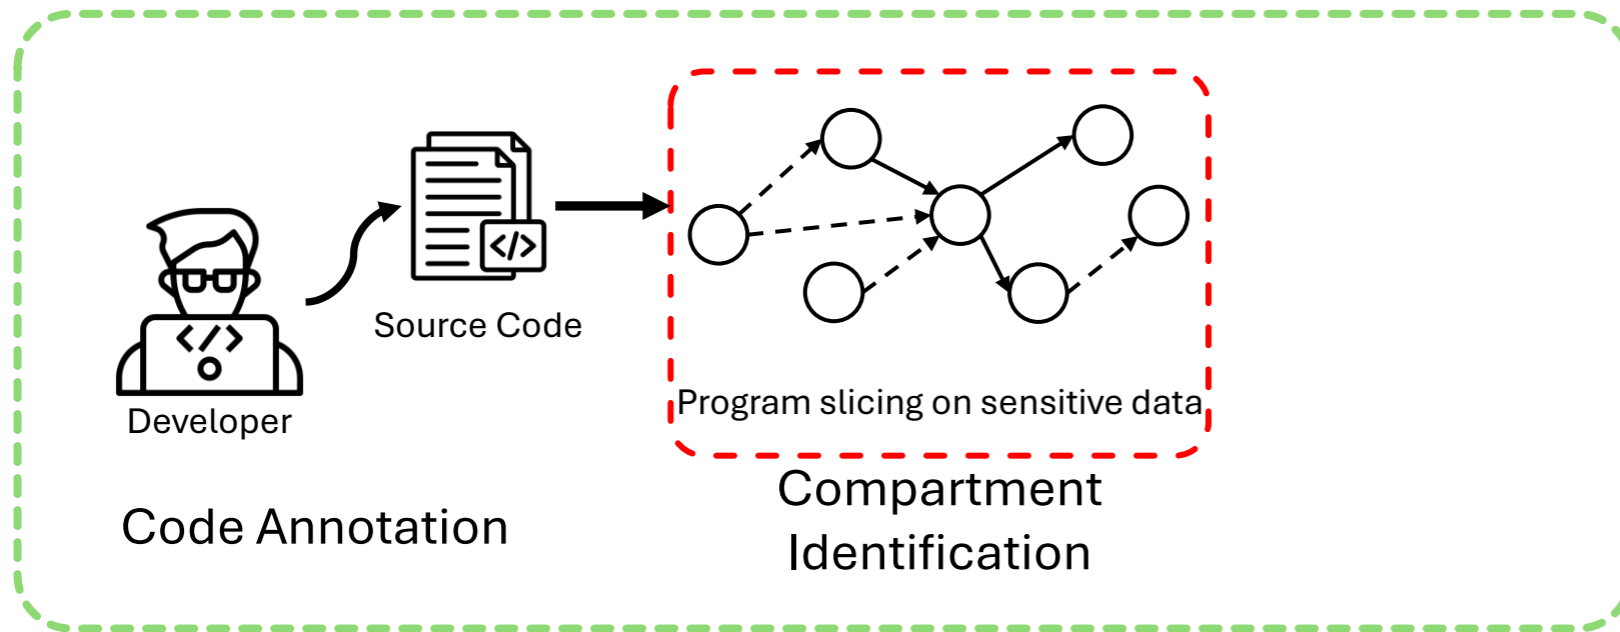 </>
</>
Source Code
Developer
Program slicing on sensitive data
Code Annotation
Compartment
Identification